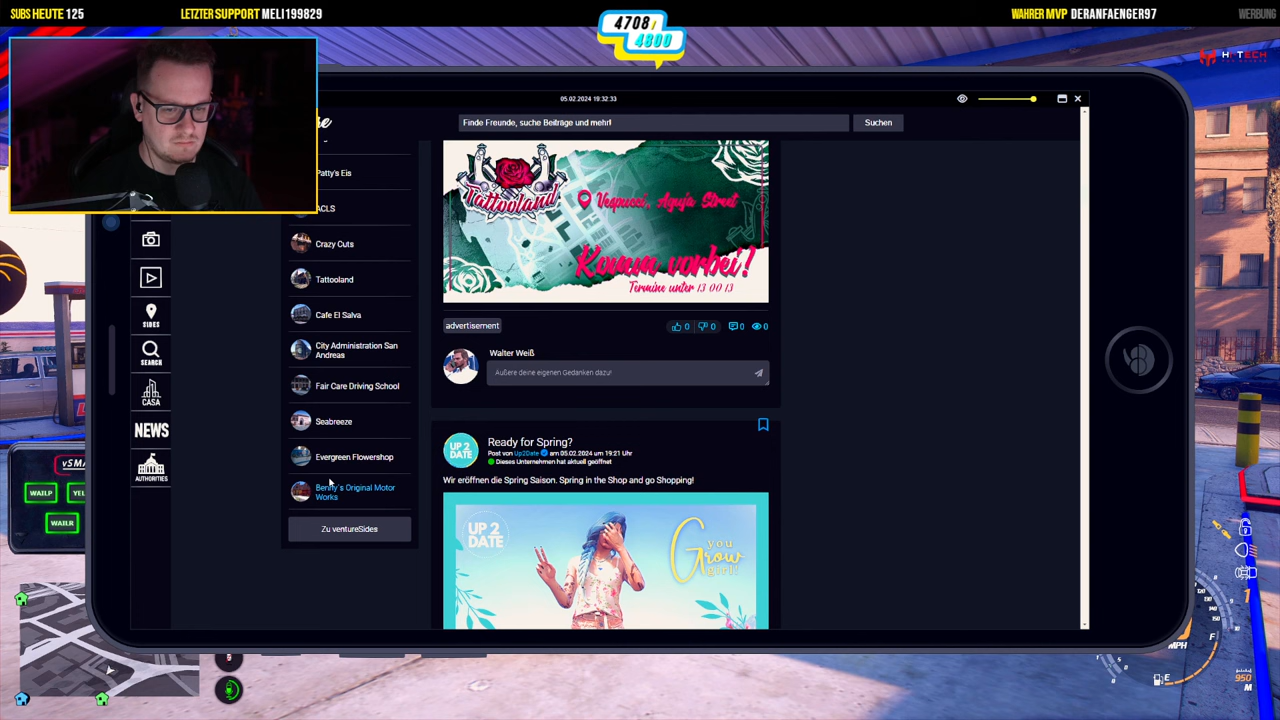 SUBS HEUTE 125
LETZTER SUPPORT MELI199829
4708 /
4800
WAHRER MVP DERANFAENGER97
WERBUNG
05.02.2024 19:32:33
Finde Freunde, suche Beiträge und mehr!
Suchen
Patty's Eis
ACLS
Crazy Cuts
Tattooland
Cafe El Salva
City Administration San
Andreas
Fair Care Driving School
Seabreeze
Evergreen Flowershop
Benny's Original Motor
Works
Zu ventureSides
SIDES
SEARCH
CASA
NEWS
AUTHORITIES
Tattooland
Vespucci, Aguja Street
Komm vorbei!
Termine unter 13 00 13
advertisement
0
0
0
0
Walter Weiß
Äußere deine eigenen Gedanken dazu!
UP 2
DATE
Ready for Spring?
Post von Up2Date am 05.02.2024 um 19:21 Uhr
Dieses Unternehmen hat aktuell geöffnet
Wir eröffnen die Spring Saison. Spring in the Shop and go Shopping!
UP 2
DATE
you
Grow
girl!
WAILP
YEL
WAILR
MPH
F
E
950
M